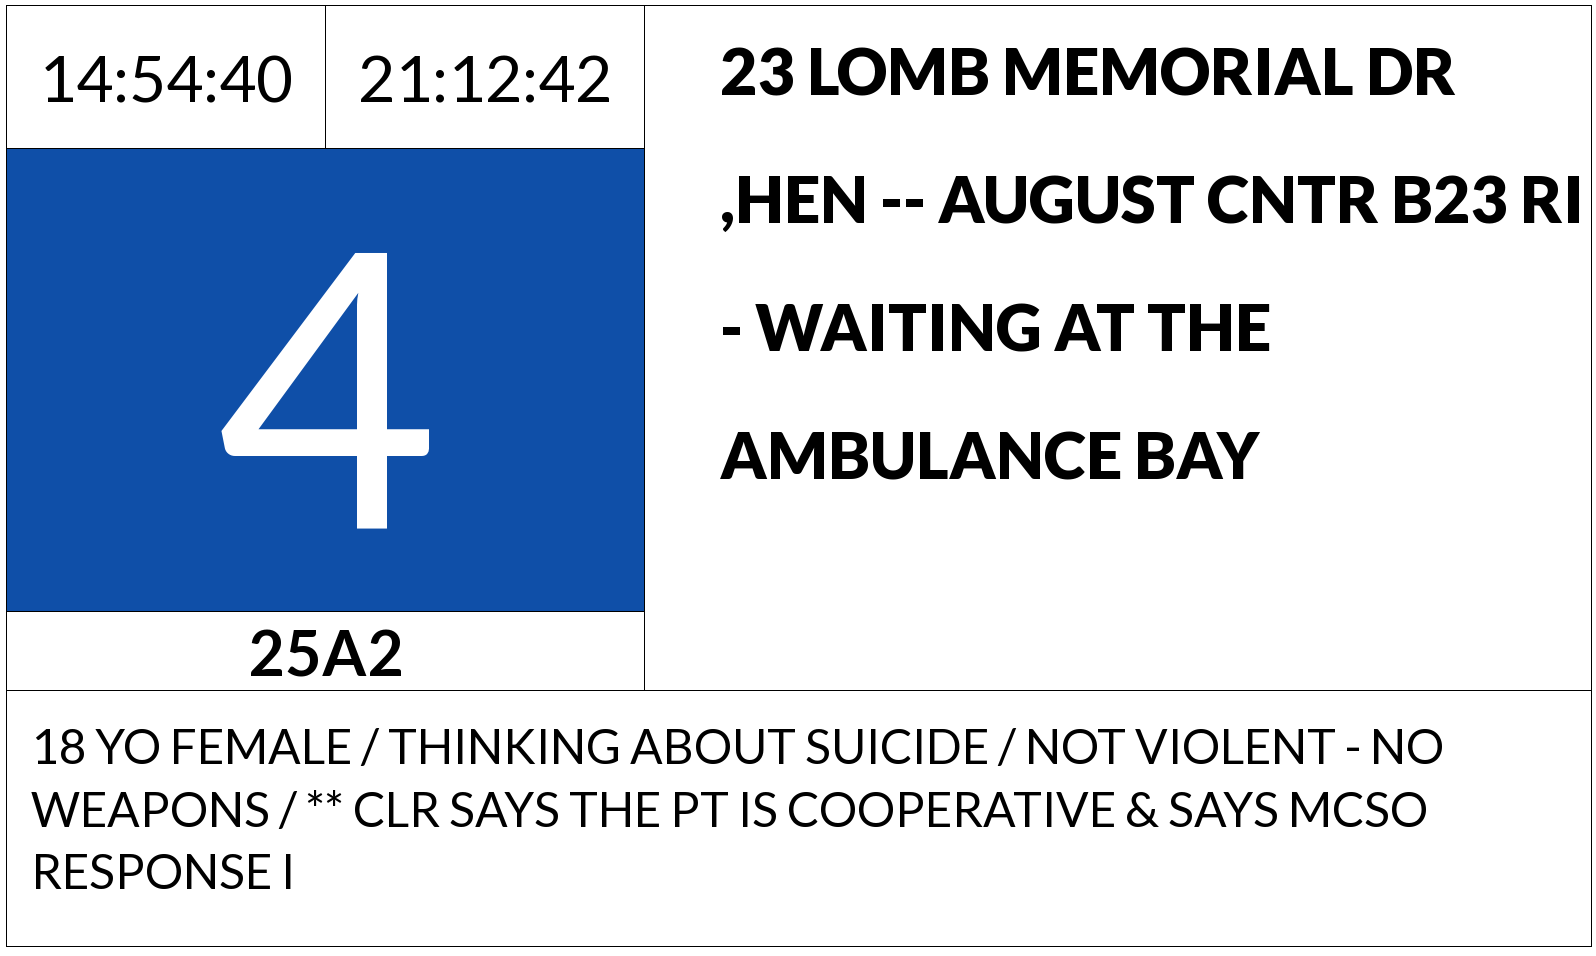 14:54:40
21:12:42
4
25A2
23 LOMB MEMORIAL DR
,HEN -- AUGUST CNTR B23 RI
- WAITING AT THE
AMBULANCE BAY
18 YO FEMALE / THINKING ABOUT SUICIDE / NOT VIOLENT - NO
WEAPONS / ** CLR SAYS THE PT IS COOPERATIVE & SAYS MCSO
RESPONSE I